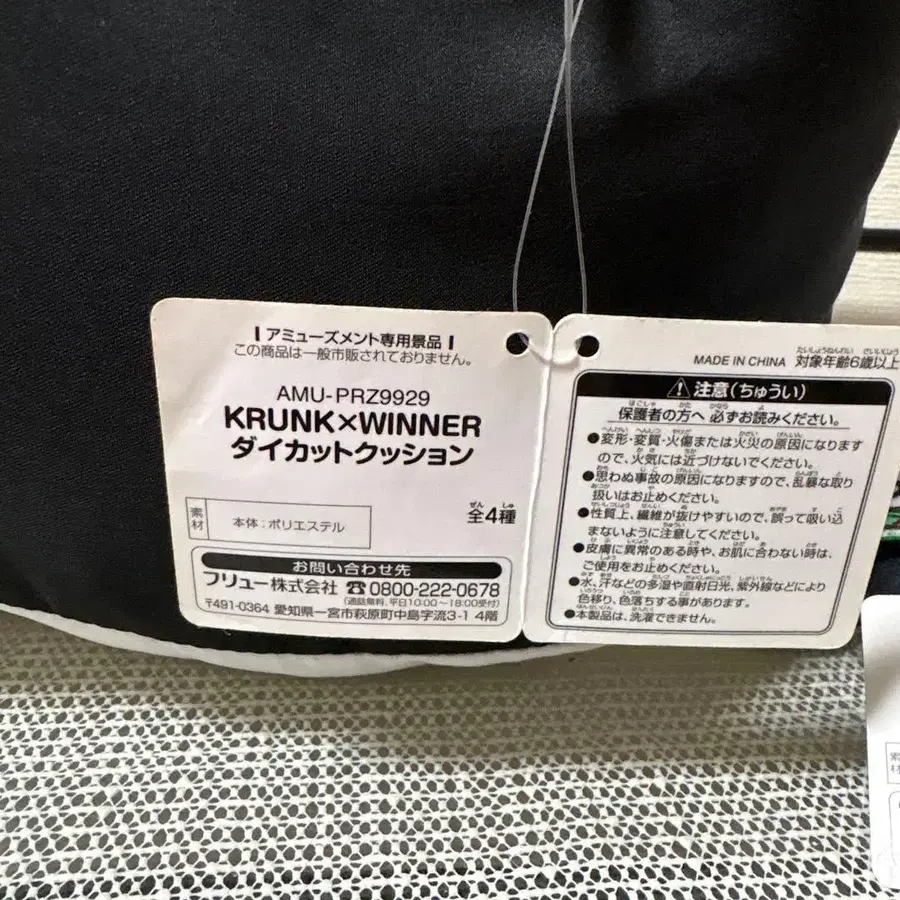 アミューズメント専用景品
この商品は一般市販されておりません。
AMU-PRZ9929
KRUNK×WINNER
ダイカットクッション
全4種
素材 本体:ポリエステル
お問い合わせ先
フリュー株式会社 ☎0800-222-0678
(通話無料、平日10:00~18:00受付)
〒491-0364 愛知県一宮市萩原町中島字流3-1 4階
MADE IN CHINA 対象年齢6歳以上
⚠注意(ちゅうい)
保護者の方へ 必ずお読みください。
●変形・変質・火傷または火災の原因になります
ので、火気には近づけないでください。
●思わぬ事故の原因になりますので、乱暴な取り
扱いはお止めください。
●性質上、繊維が抜けやすいので、誤って吸い込
まないように注意してください。
●皮膚に異常のある時や、お肌に合わない時は、
ご使用をお止めください。
●水、汗などの多湿や直射日光、紫外線などにより
色移り、色落ちする事があります。
●本製品は、洗濯できません。
素材